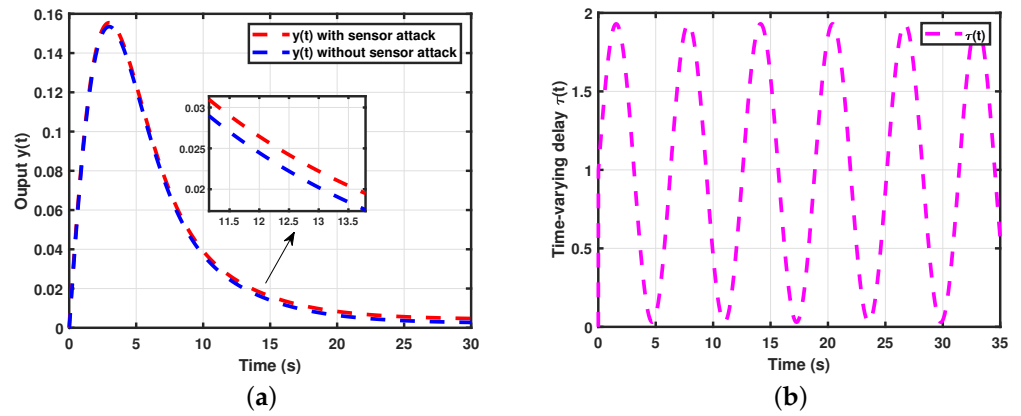 0.16
0.14
0.12
0.1
0.08
0.06
0.04
0.02
0
Ouput y(t)
y(t) with sensor attack
y(t) without sensor attack
0.03
0.025
0.02
11.5 12 12.5 13 13.5
0 5 10 15 20 25 30
Time (s)
(a)
2
1.5
1
0.5
0
Time-varying delay τ(t)
τ(t)
0 5 10 15 20 25 30 35
Time (s)
(b)